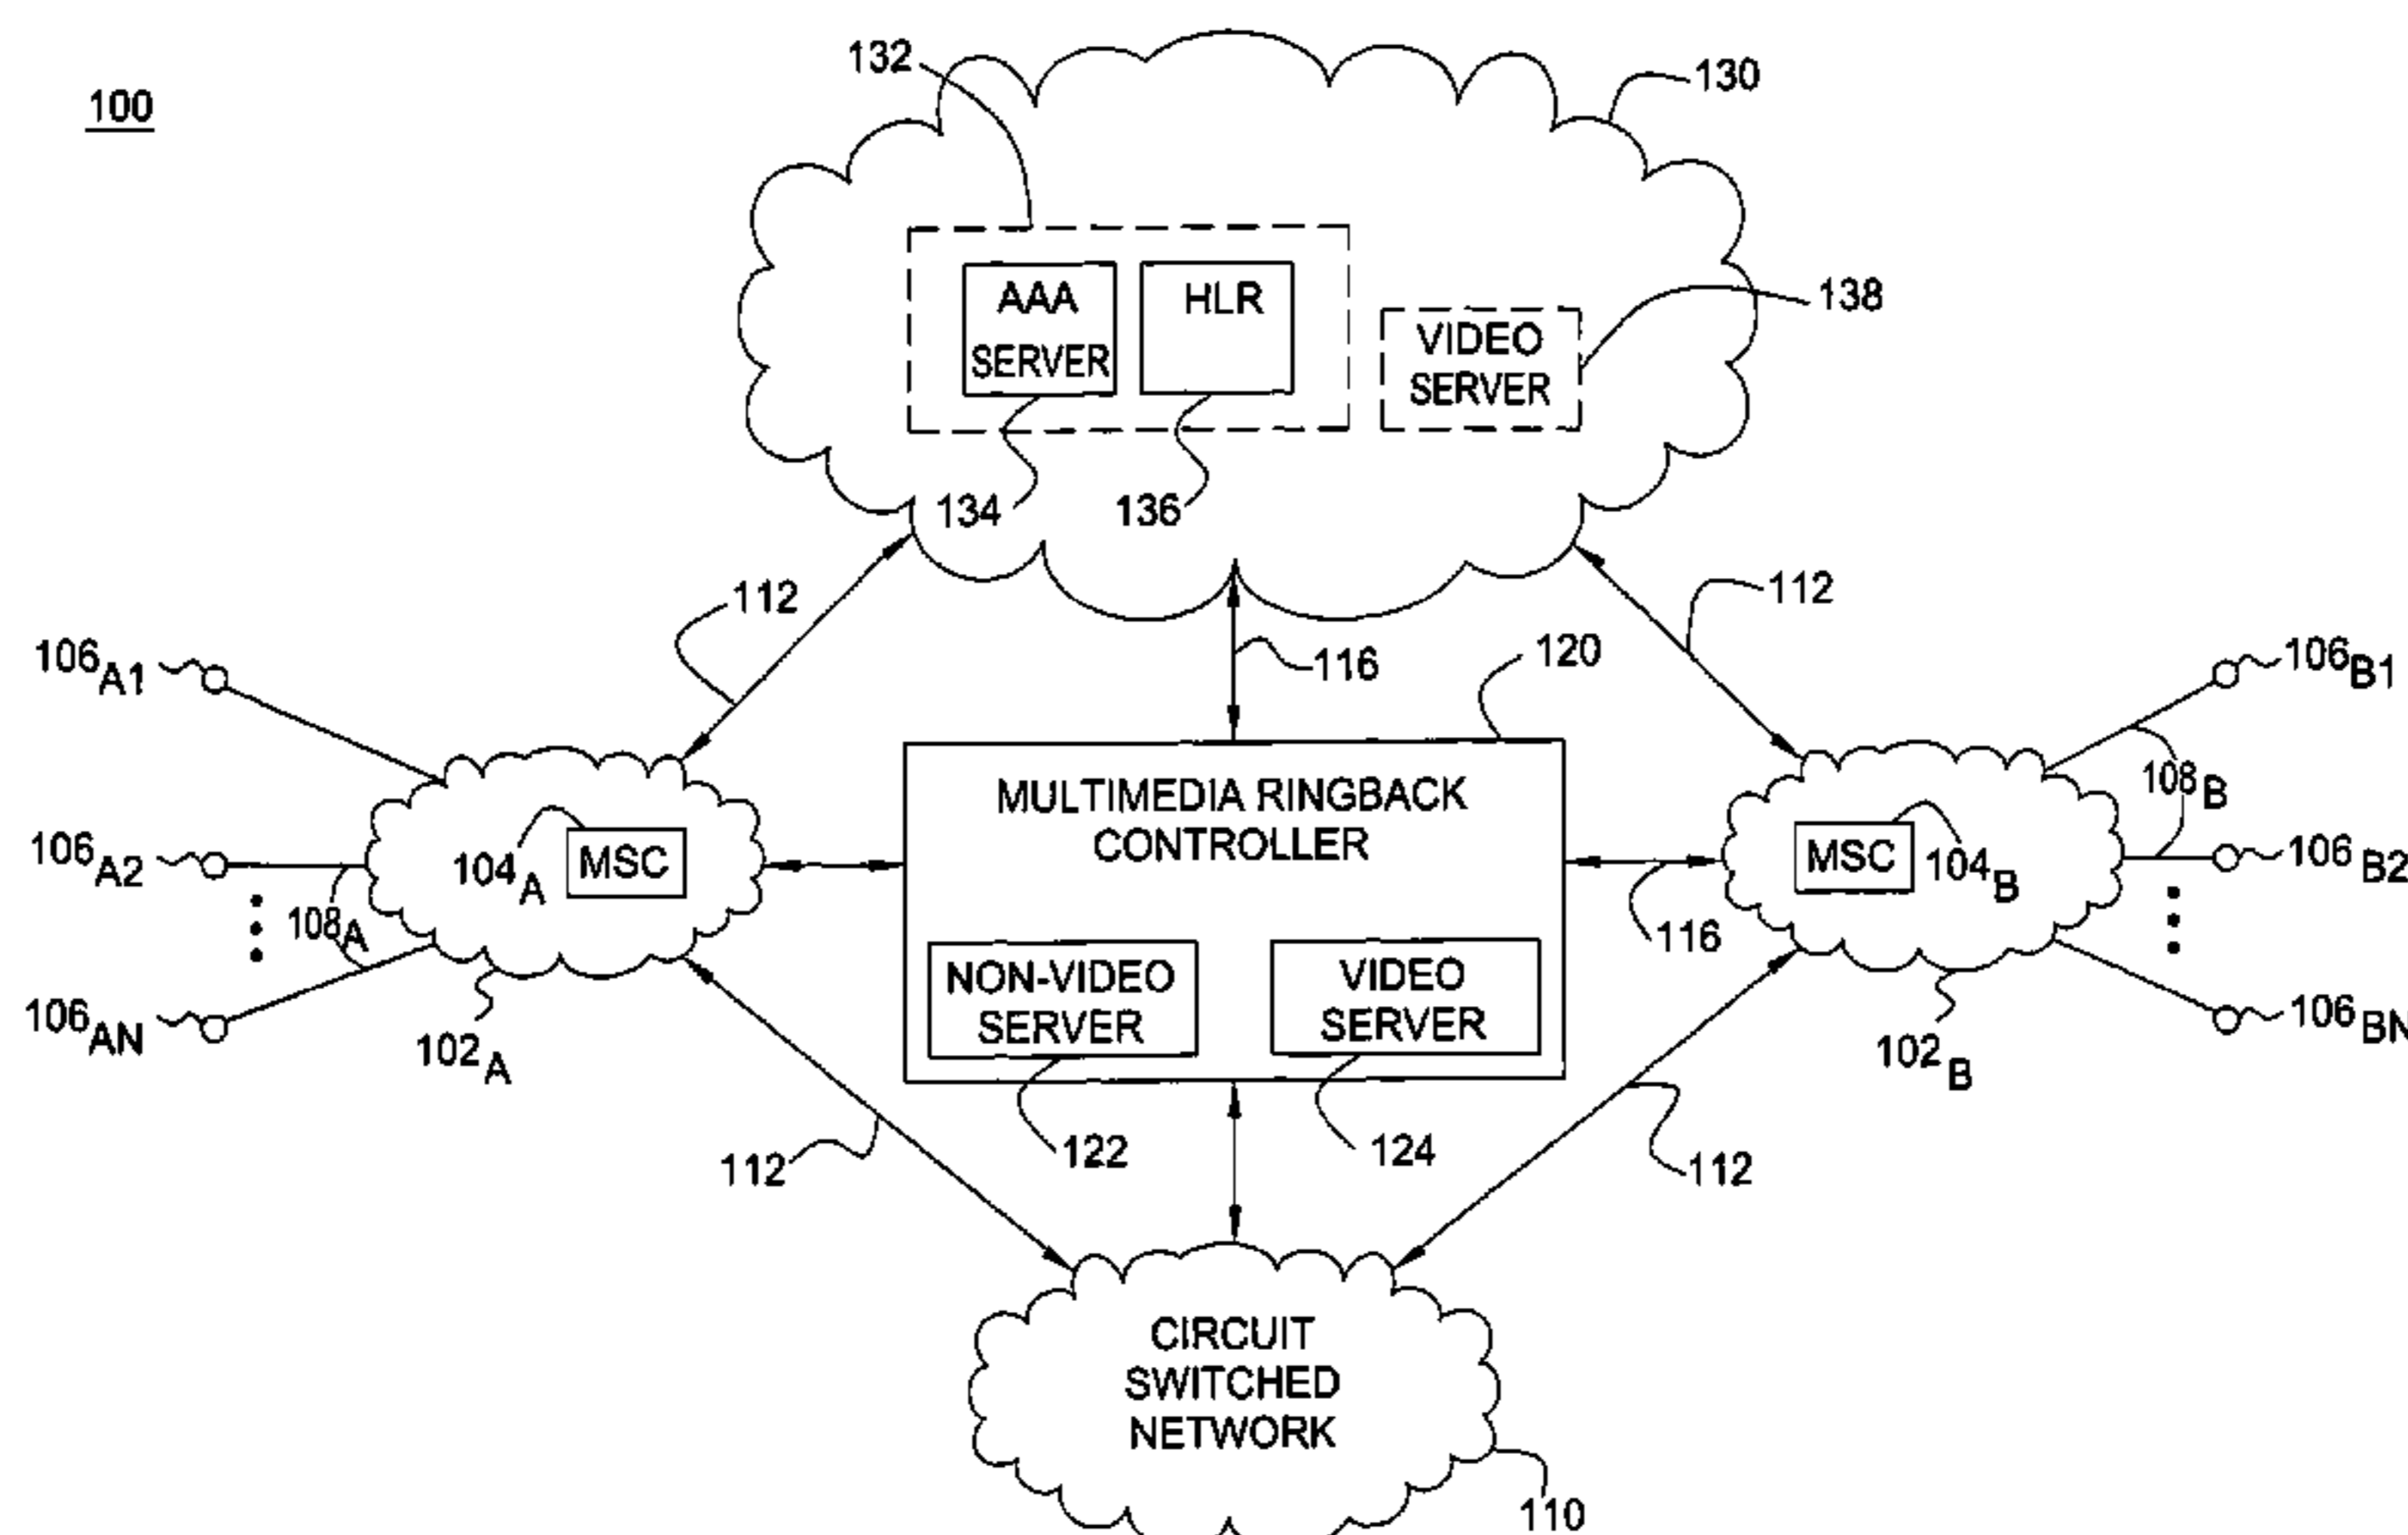 100
132
130
AAA
SERVER
HLR
138
VIDEO
SERVER
134
136
112
112
116
120
106A1
106B1
MULTIMEDIA RINGBACK
CONTROLLER
108B
106A2
104A
MSC
MSC
104B
106B2
108A
116
NON-VIDEO
SERVER
VIDEO
SERVER
106AN
102A
102B
106BN
112
122
124
112
CIRCUIT
SWITCHED
NETWORK
110